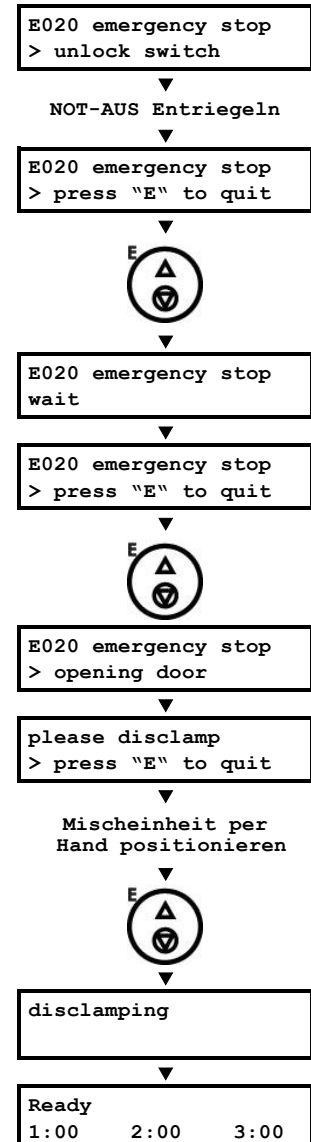 E020 emergency stop
> unlock switch
NOT-AUS Entriegeln
E020 emergency stop
> press “E“ to quit
E
E020 emergency stop
wait
E020 emergency stop
> press “E“ to quit
E
E020 emergency stop
> opening door
please disclamp
> press “E“ to quit
Mischeinheit per
Hand positionieren
E
disclamping
Ready
1:00 2:00 3:00